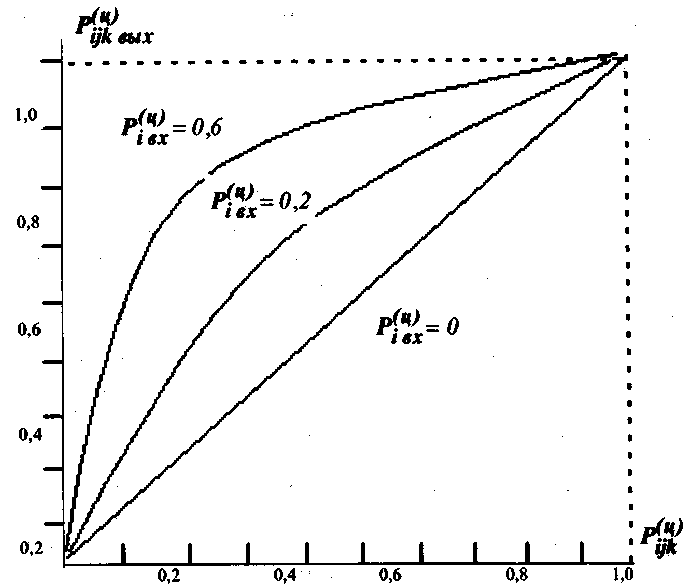 P(ц)ijk вых
1,0
P(ц)i вх = 0,6
P(ц)i вх = 0,2
0,8
P(ц)i вх = 0
0,6
0,4
0,2
P(ц)ijk
0,2 0,4 0,6 0,8 1,0